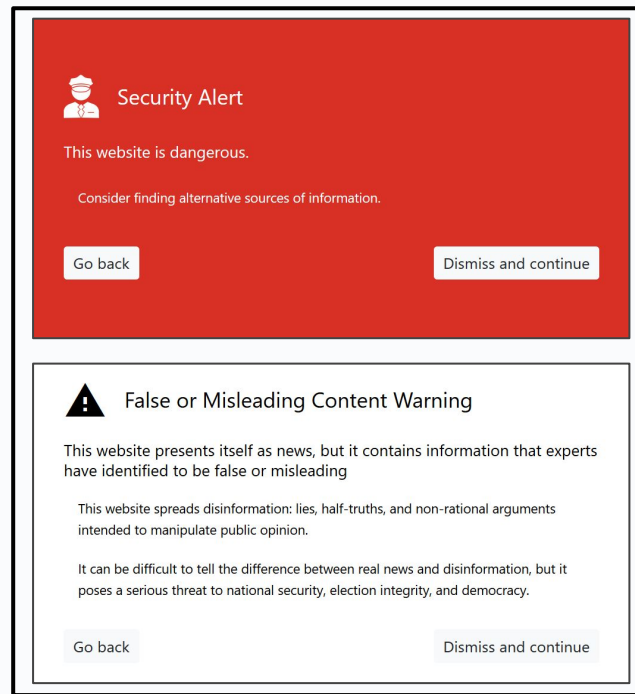 Security Alert
This website is dangerous.
Consider finding alternative sources of information.
Go back
Dismiss and continue
False or Misleading Content Warning
This website presents itself as news, but it contains information that experts
have identified to be false or misleading
This website spreads disinformation: lies, half-truths, and non-rational arguments
intended to manipulate public opinion.
It can be difficult to tell the difference between real news and disinformation, but it
poses a serious threat to national security, election integrity, and democracy.
Go back
Dismiss and continue